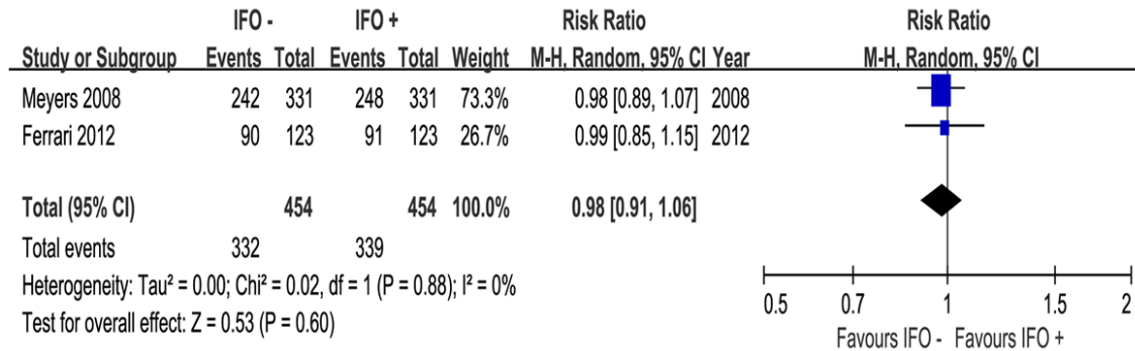 IFO - IFO + Risk Ratio Risk Ratio
Study or Subgroup Events Total Events Total Weight M-H, Random, 95% CI Year M-H, Random, 95% CI
Meyers 2008 242 331 248 331 73.3% 0.98 [0.89, 1.07] 2008
Ferrari 2012 90 123 91 123 26.7% 0.99 [0.85, 1.15] 2012
Total (95% CI) 454 454 100.0% 0.98 [0.91, 1.06]
Total events 332 339
Heterogeneity: Tau² = 0.00; Chi² = 0.02, df = 1 (P = 0.88); I² = 0%
Test for overall effect: Z = 0.53 (P = 0.60)
0.5 0.7 1 1.5 2
Favours IFO - Favours IFO +